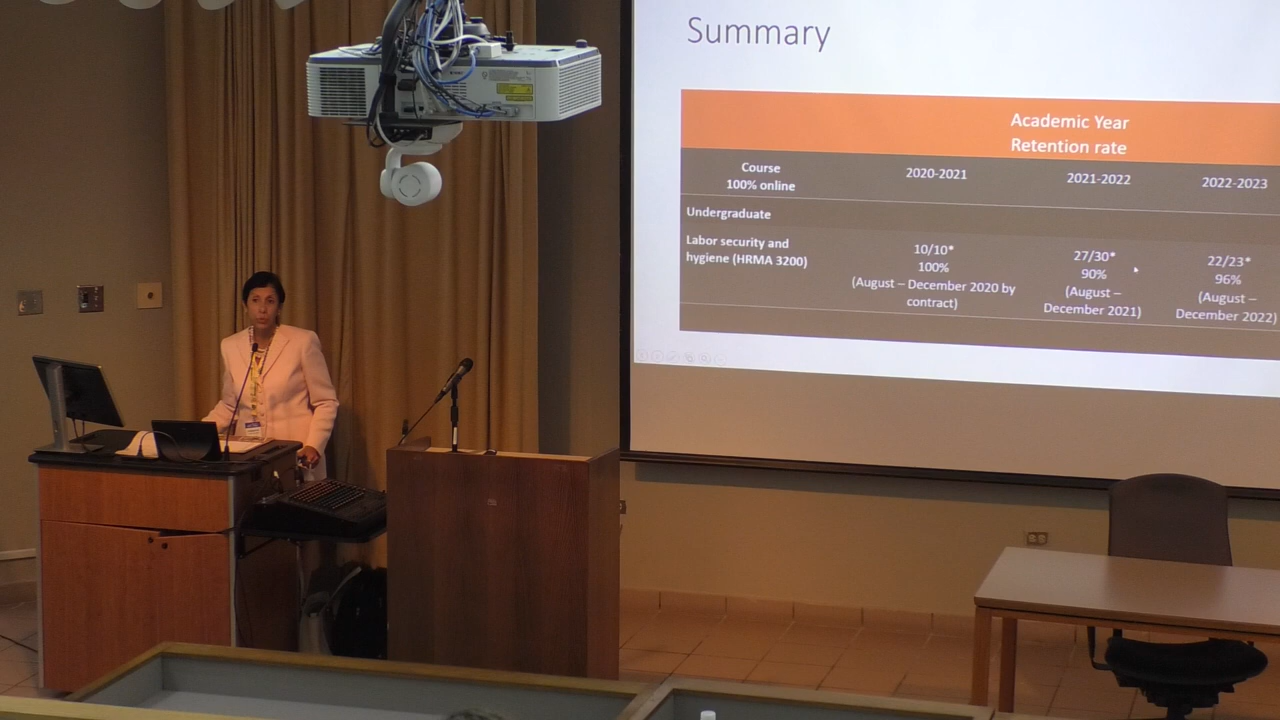 Summary
Academic Year
Retention rate
Course
100% online
2020-2021
2021-2022
2022-2023
Undergraduate
Labor security and
hygiene (HRMA 3200)
10/10*
100%
(August – December 2020 by
contract)
27/30*
90%
(August –
December 2021)
22/23*
96%
(August –
December 2022)